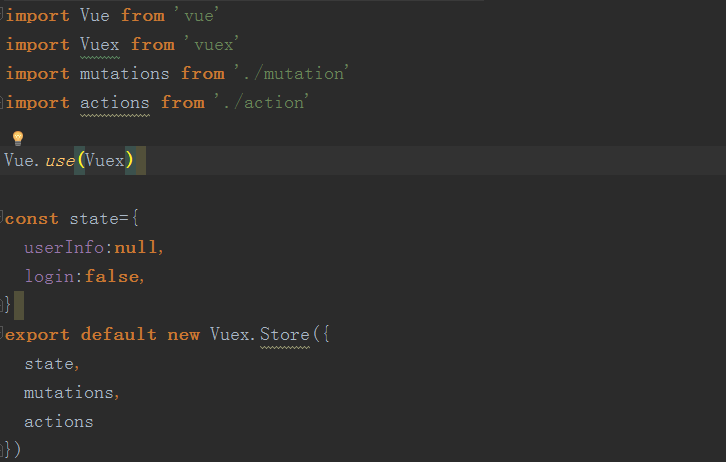 import Vue from 'vue'
import Vuex from 'vuex'
import mutations from './mutation'
import actions from './action'
Vue.use(Vuex)
const state={
userInfo:null,
login:false,
}
export default new Vuex.Store({
state,
mutations,
actions
})